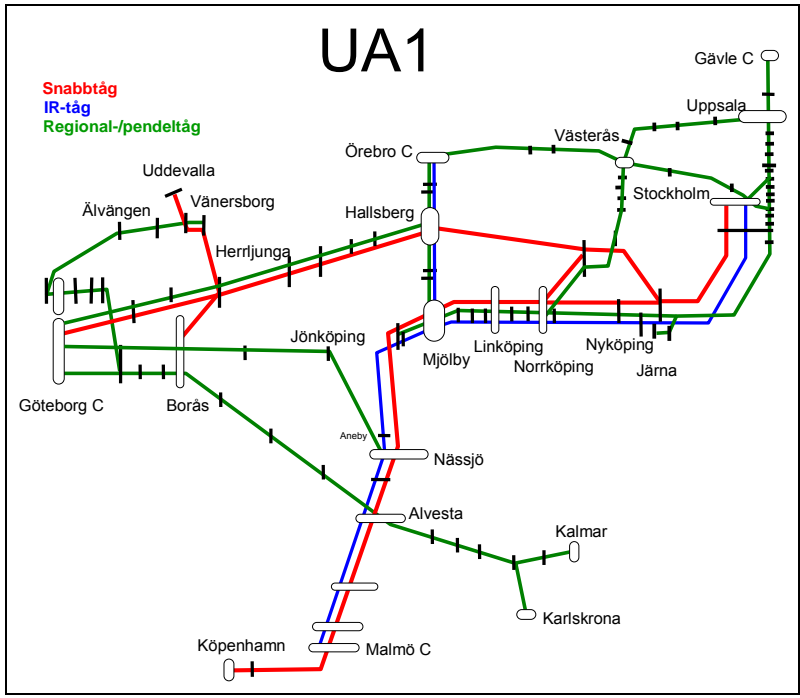 UA1
Gävle C
Snabbtåg
IR-tåg
Regional-/pendeltåg
Uppsala
Västerås
Örebro C
Uddevalla
Vänersborg
Stockholm
Älvängen
Hallsberg
Herrljunga
Jönköping
Mjölby
Linköping
Norrköping
Nyköping
Järna
Göteborg C
Borås
Aneby
Nässjö
Alvesta
Kalmar
Karlskrona
Köpenhamn
Malmö C